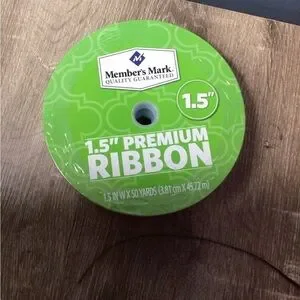 Member's Mark
QUALITY GUARANTEED
1.5"
1.5" PREMIUM
RIBBON
1.5 IN W X 50 YARDS (3.81 cm X 45.72 m)